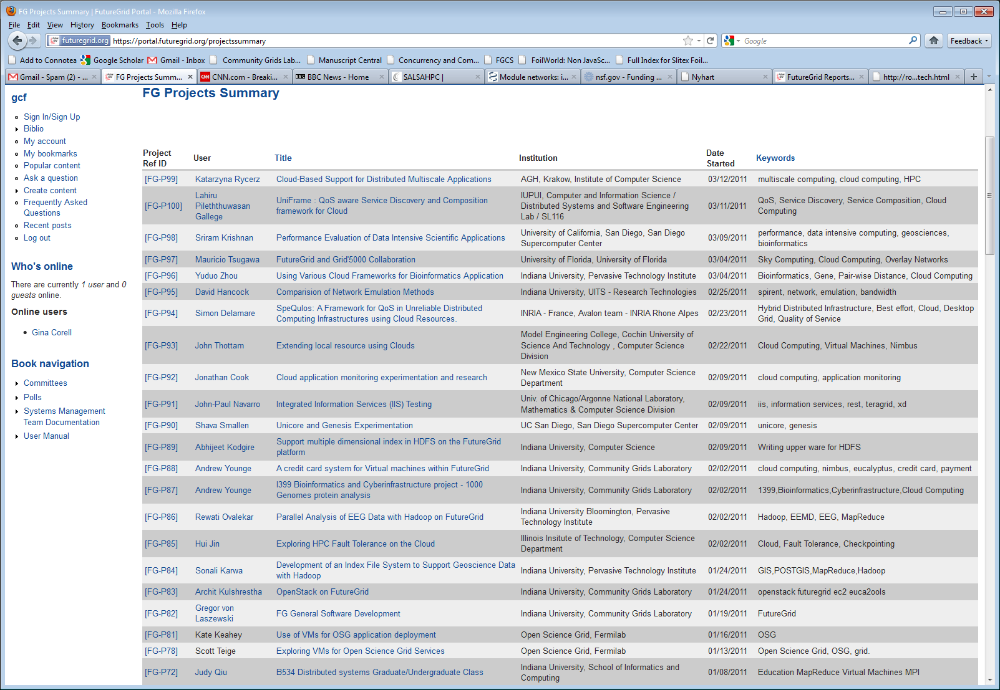 FG Projects Summary | FutureGrid Portal - Mozilla Firefox
File Edit View History Bookmarks Tools Help
futuregrid.org https://portal.futuregrid.org/projectssummary Google Feedback
Add to Connotea Google Scholar Gmail - Inbox Community Grids Lab... Manuscript Central Concurrency and Com... FGCS FoilWorld: Non JavaSc... Full Index for Slitex Foil...
Gmail - Spam (2) - ... FG Projects Summ... CNN.com - Breaki... BBC News - Home SALSAHPC | Module networks: i... nsf.gov - Funding ... Nyhart FutureGrid Reports... http://ro...tech.html
gcf
Sign In/Sign Up
Biblio
My account
My bookmarks
Popular content
Ask a question
Create content
Frequently Asked
Questions
Recent posts
Log out
Who's online
There are currently 1 user and 0
guests online.
Online users
Gina Corell
Book navigation
Committees
Polls
Systems Management
Team Documentation
User Manual
FG Projects Summary
Project
Ref ID User Title Institution Date
Started Keywords
[FG-P99] Katarzyna Rycerz Cloud-Based Support for Distributed Multiscale Applications AGH, Krakow, Institute of Computer Science 03/12/2011 multiscale computing, cloud computing, HPC
[FG-P100] Lahiru
Pileththuwasan
Gallege UniFrame : QoS aware Service Discovery and Composition
framework for Cloud IUPUI, Computer and Information Science /
Distributed Systems and Software Engineering
Lab / SL116 03/11/2011 QoS, Service Discovery, Service Composition, Cloud
Computing
[FG-P98] Sriram Krishnan Performance Evaluation of Data Intensive Scientific Applications University of California, San Diego, San Diego
Supercomputer Center 03/09/2011 performance, data intensive computing, geosciences,
bioinformatics
[FG-P97] Mauricio Tsugawa FutureGrid and Grid'5000 Collaboration University of Florida, University of Florida 03/04/2011 Sky Computing, Cloud Computing, Overlay Networks
[FG-P96] Yuduo Zhou Using Various Cloud Frameworks for Bioinformatics Application Indiana University, Pervasive Technology Institute 03/04/2011 Bioinformatics, Gene, Pair-wise Distance, Cloud Computing
[FG-P95] David Hancock Comparision of Network Emulation Methods Indiana University, UITS - Research Technologies 02/25/2011 spirent, network, emulation, bandwidth
[FG-P94] Simon Delamare SpeQulos: A Framework for QoS in Unreliable Distributed
Computing Infrastructures using Cloud Resources. INRIA - France, Avalon team - INRIA Rhone Alpes 02/23/2011 Hybrid Distributed Infrastructure, Best effort, Cloud, Desktop
Grid, Quality of Service
[FG-P93] John Thottam Extending local resource using Clouds Model Engineering College, Cochin University of
Science And Technology , Computer Science
Division 02/22/2011 Cloud Computing, Virtual Machines, Nimbus
[FG-P92] Jonathan Cook Cloud application monitoring experimentation and research New Mexico State University, Computer Science
Department 02/09/2011 cloud computing, application monitoring
[FG-P91] John-Paul Navarro Integrated Information Services (IIS) Testing Univ. of Chicago/Argonne National Laboratory,
Mathematics & Computer Science Division 02/09/2011 iis, information services, rest, teragrid, xd
[FG-P90] Shava Smallen Unicore and Genesis Experimentation UC San Diego, San Diego Supercomputer Center 02/09/2011 unicore, genesis
[FG-P89] Abhijeet Kodgire Support multiple dimensional index in HDFS on the FutureGrid
platform Indiana University, Computer Science 02/09/2011 Writing upper ware for HDFS
[FG-P88] Andrew Younge A credit card system for Virtual machines within FutureGrid Indiana University, Community Grids Laboratory 02/02/2011 cloud computing, nimbus, eucalyptus, credit card, payment
[FG-P87] Andrew Younge I399 Bioinformatics and Cyberinfrastructure project - 1000
Genomes protein analysis Indiana University, Community Grids Laboratory 02/02/2011 1399,Bioinformatics,Cyberinfrastructure,Cloud Computing
[FG-P86] Rewati Ovalekar Parallel Analysis of EEG Data with Hadoop on FutureGrid Indiana University Bloomington, Pervasive
Technology Institute 02/02/2011 Hadoop, EEMD, EEG, MapReduce
[FG-P85] Hui Jin Exploring HPC Fault Tolerance on the Cloud Illinois Insitute of Technology, Computer Science
Department 02/02/2011 Cloud, Fault Tolerance, Checkpointing
[FG-P84] Sonali Karwa Development of an Index File System to Support Geoscience Data
with Hadoop Indiana University, Pervasive Technology Institute 01/24/2011 GIS,POSTGIS,MapReduce,Hadoop
[FG-P83] Archit Kulshrestha OpenStack on FutureGrid Indiana University, Community Grids Laboratory 01/24/2011 openstack futuregrid ec2 euca2ools
[FG-P82] Gregor von
Laszewski FG General Software Development Indiana University, Community Grids Laboratory 01/19/2011 FutureGrid
[FG-P81] Kate Keahey Use of VMs for OSG application deployment Open Science Grid, Fermilab 01/16/2011 OSG
[FG-P78] Scott Teige Exploring VMs for Open Science Grid Services Open Science Grid, Fermilab 01/13/2011 Open Science Grid, OSG, grid.
[FG-P72] Judy Qiu B534 Distributed systems Graduate/Undergraduate Class Indiana University, School of Informatics and
Computing 01/08/2011 Education MapReduce Virtual Machines MPI